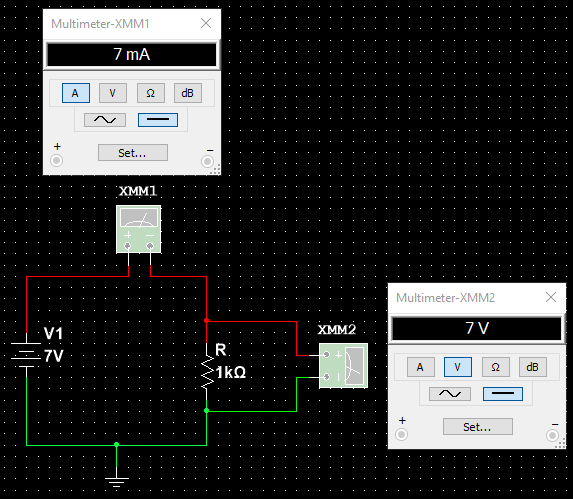 Multimeter-XMM1
7 mA
A V Ω dB
+ Set... −
XMM1
+ −
V1
7V
R
1kΩ
XMM2
+
−
Multimeter-XMM2
7 V
A V Ω dB
+ Set... −